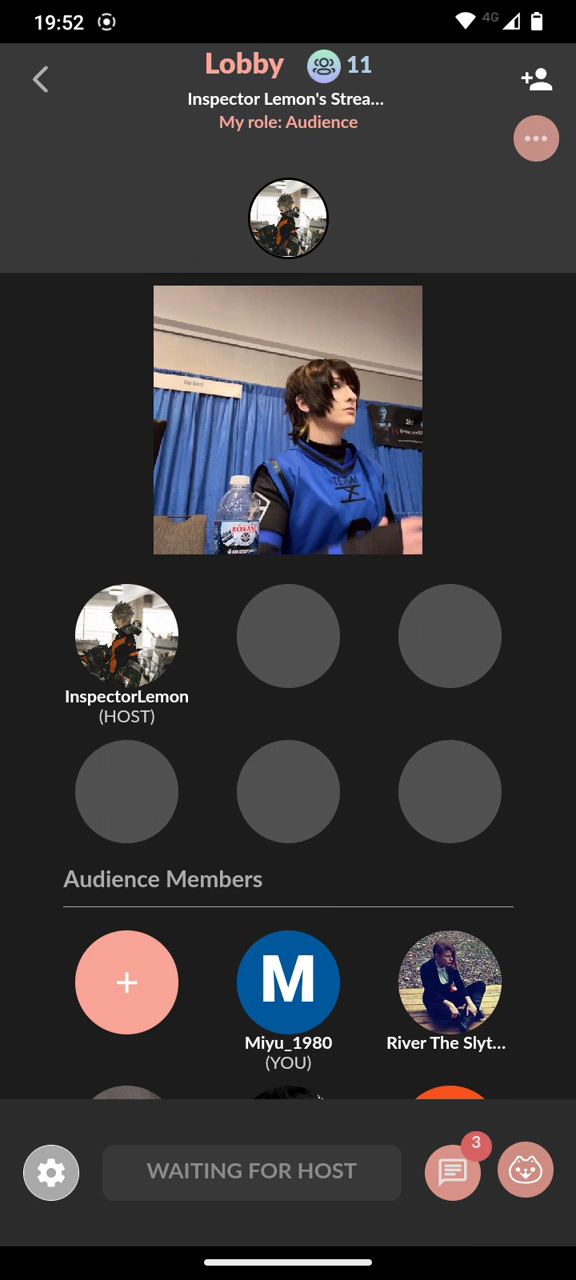 19:52
4G
Lobby 11
Inspector Lemon's Strea...
My role: Audience
TEAM
X
InspectorLemon
(HOST)
Audience Members
+
M
Miyu_1980
(YOU)
River The Slyt...
WAITING FOR HOST
3